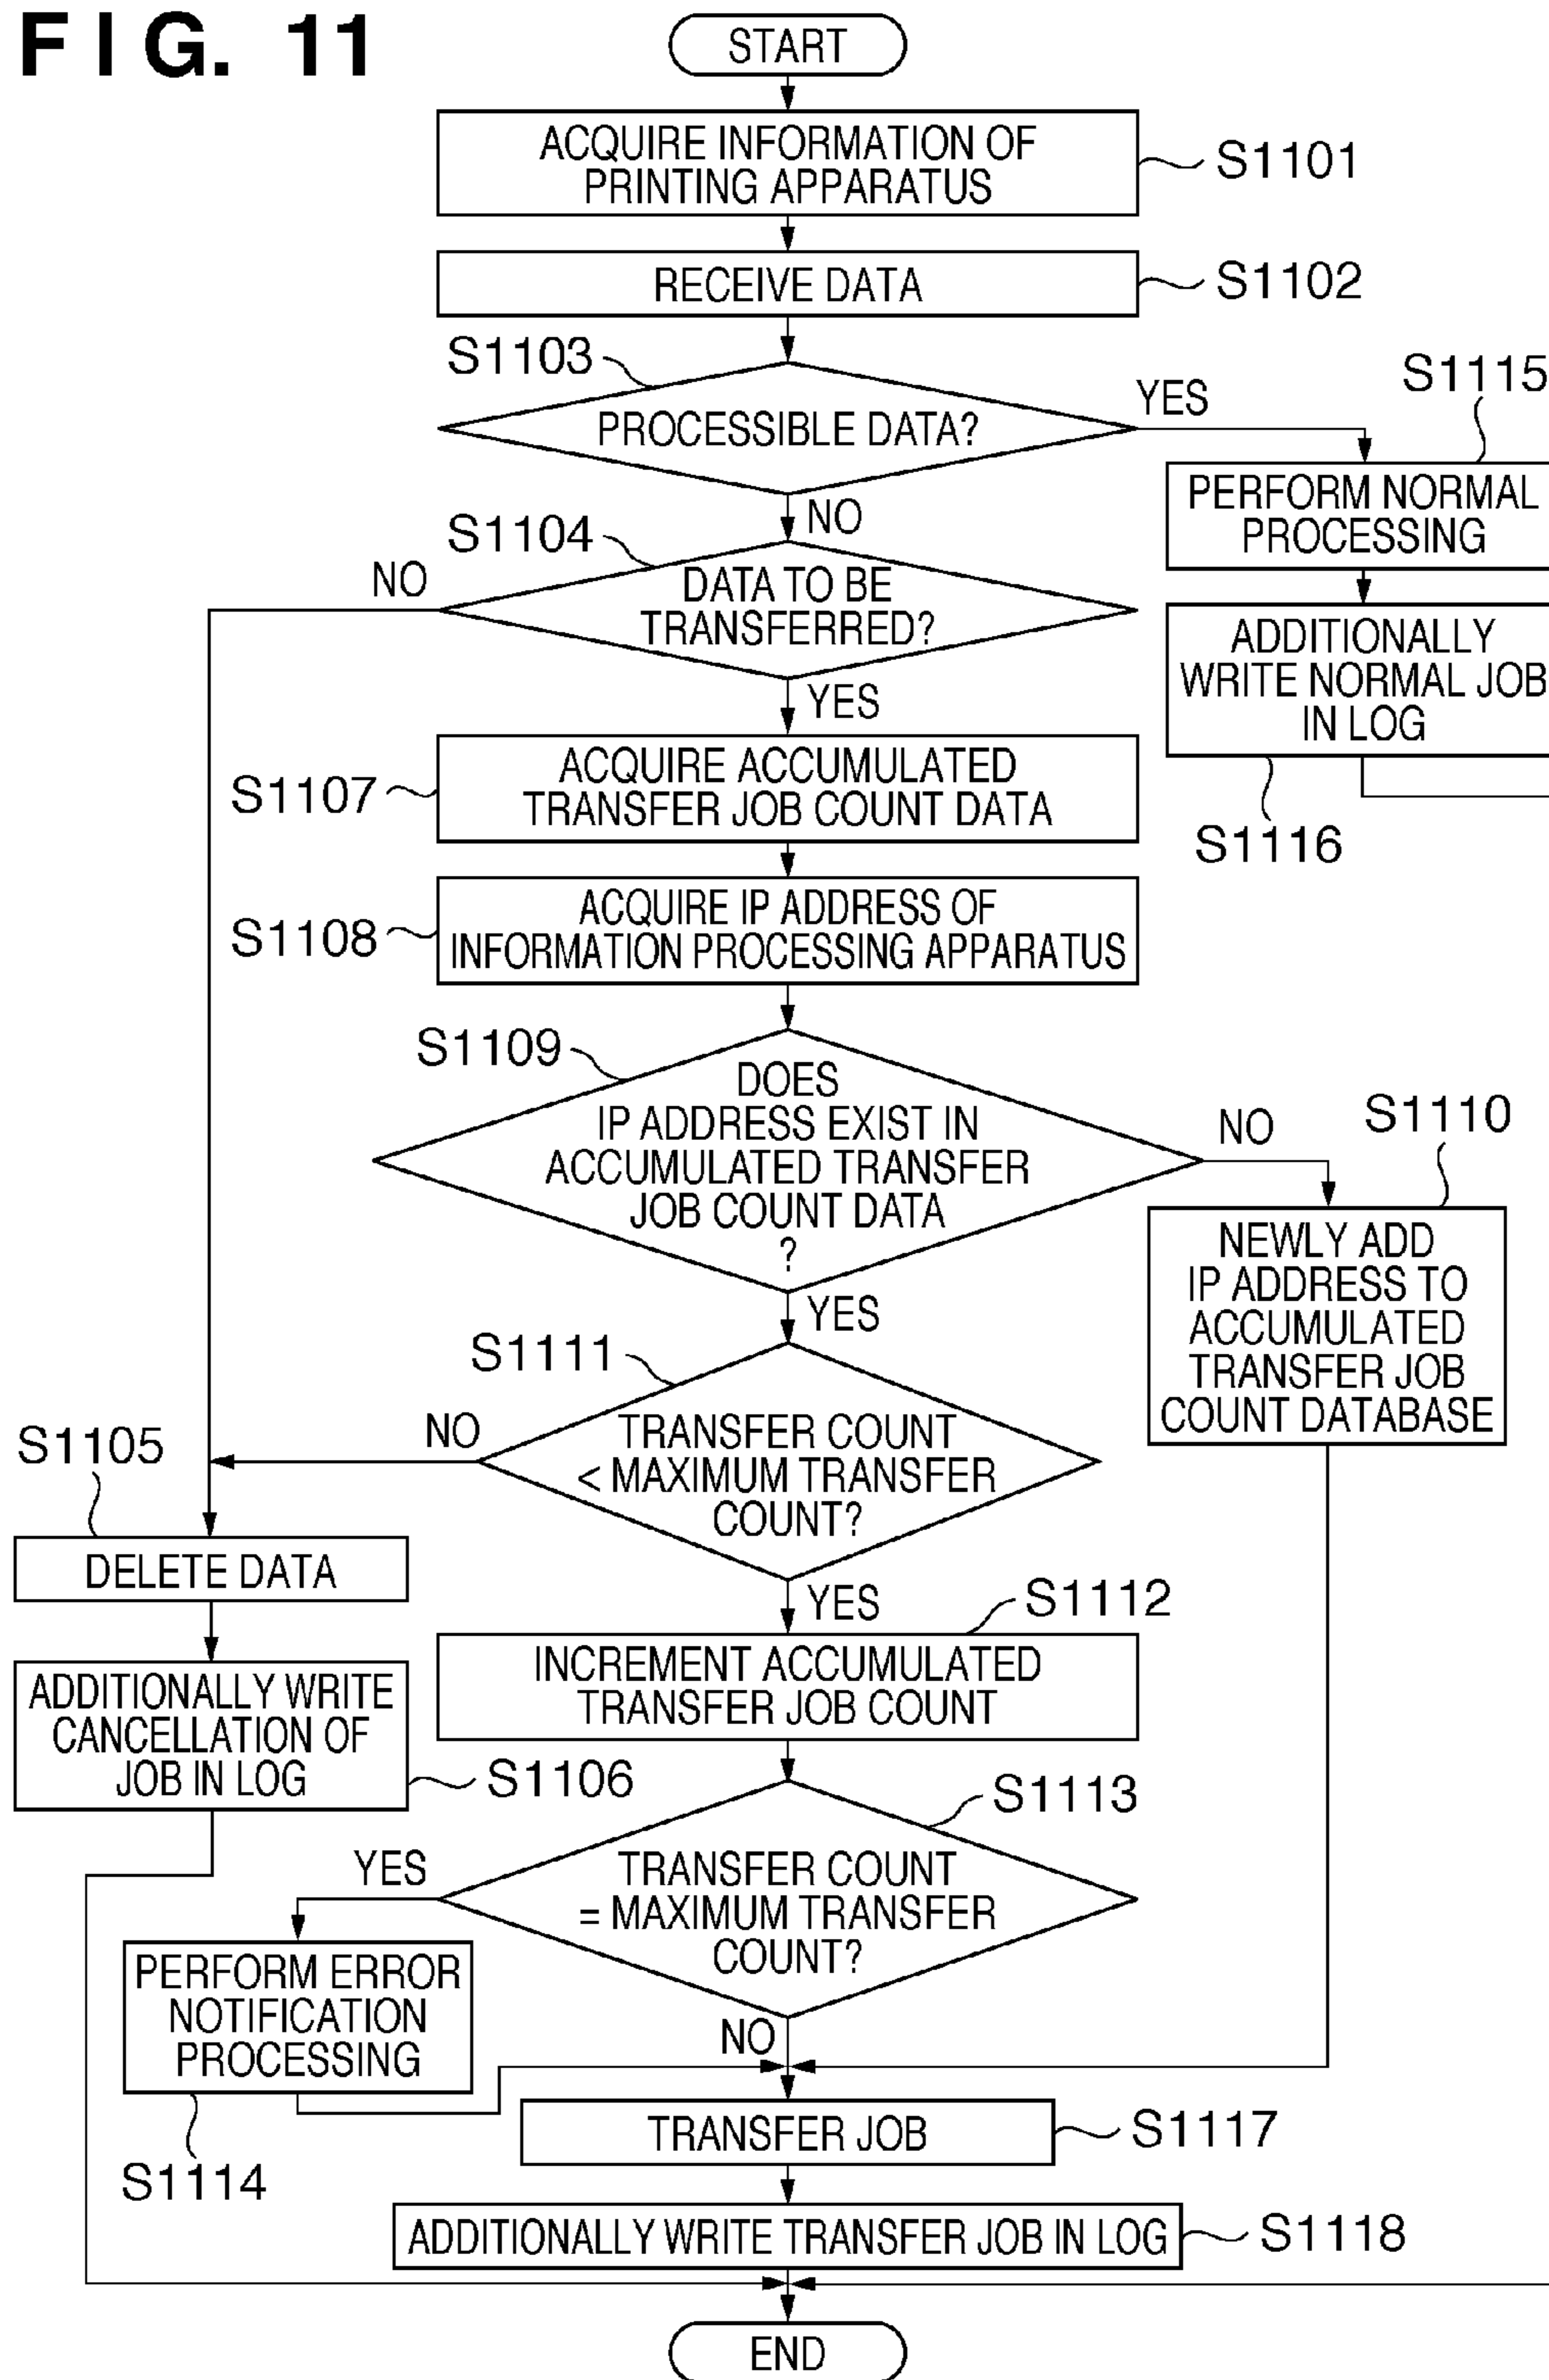 FIG. 11
START
ACQUIRE INFORMATION OF
PRINTING APPARATUS
S1101
RECEIVE DATA
S1102
S1103
PROCESSIBLE DATA?
YES
S1115
PERFORM NORMAL
PROCESSING
NO
S1104
NO
DATA TO BE
TRANSFERRED?
ADDITIONALLY
WRITE NORMAL JOB
IN LOG
S1116
YES
S1107
ACQUIRE ACCUMULATED
TRANSFER JOB COUNT DATA
S1108
ACQUIRE IP ADDRESS OF
INFORMATION PROCESSING APPARATUS
S1109
DOES
IP ADDRESS EXIST IN
ACCUMULATED TRANSFER
JOB COUNT DATA
?
NO
S1110
NEWLY ADD
IP ADDRESS TO
ACCUMULATED
TRANSFER JOB
COUNT DATABASE
YES
S1111
NO
TRANSFER COUNT
< MAXIMUM TRANSFER
COUNT?
S1105
DELETE DATA
YES
S1112
INCREMENT ACCUMULATED
TRANSFER JOB COUNT
ADDITIONALLY WRITE
CANCELLATION OF
JOB IN LOG
S1106
S1113
YES
TRANSFER COUNT
= MAXIMUM TRANSFER
COUNT?
PERFORM ERROR
NOTIFICATION
PROCESSING
S1114
NO
TRANSFER JOB
S1117
ADDITIONALLY WRITE TRANSFER JOB IN LOG
S1118
END